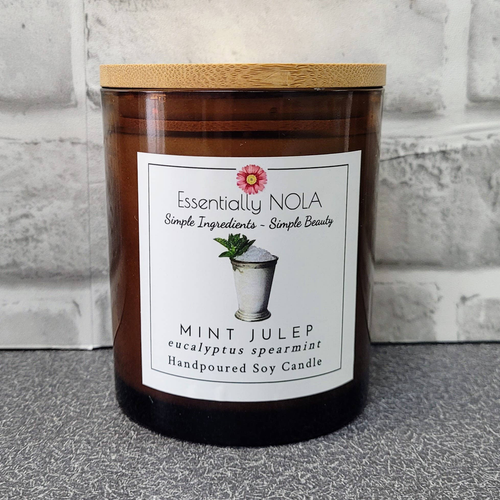 Essentially NOLA
Simple Ingredients ~ Simple Beauty
MINT JULEP
eucalyptus spearmint
Handpoured Soy Candle